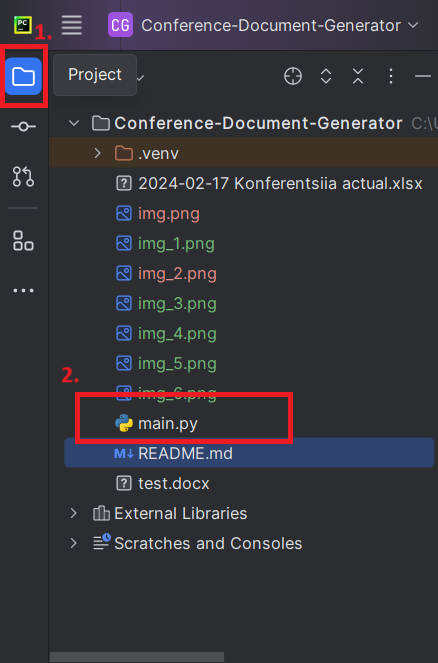 PC
1.
CG Conference-Document-Generator
Project
Conference-Document-Generator C:\U
.venv
2024-02-17 Konferentsiia actual.xlsx
img.png
img_1.png
img_2.png
img_3.png
img_4.png
img_5.png
2.
img_6.png
main.py
M↓ README.md
test.docx
External Libraries
Scratches and Consoles